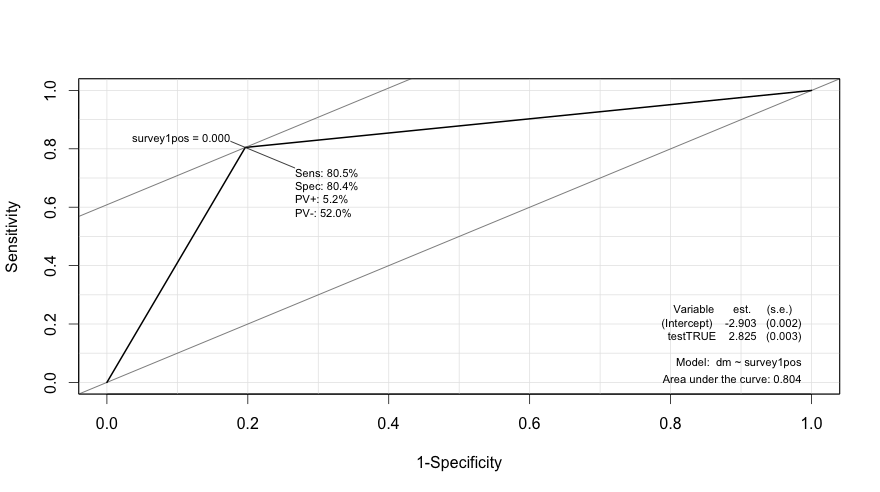 survey1pos = 0.000
Sens: 80.5%
Spec: 80.4%
PV+: 5.2%
PV-: 52.0%
Variable est. (s.e.)
(Intercept) -2.903 (0.002)
testTRUE 2.825 (0.003)
Model: dm ~ survey1pos
Area under the curve: 0.804
Sensitivity
1.0
0.8
0.6
0.4
0.2
0.0
0.0 0.2 0.4 0.6 0.8 1.0
1-Specificity